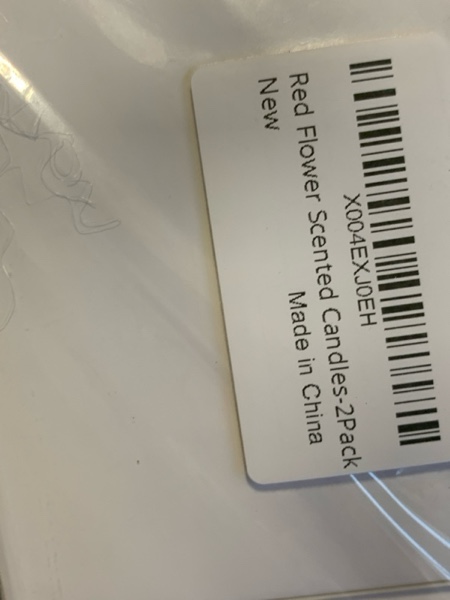 X004EXJ0EH
Red Flower Scented Candles-2Pack
New
Made in China